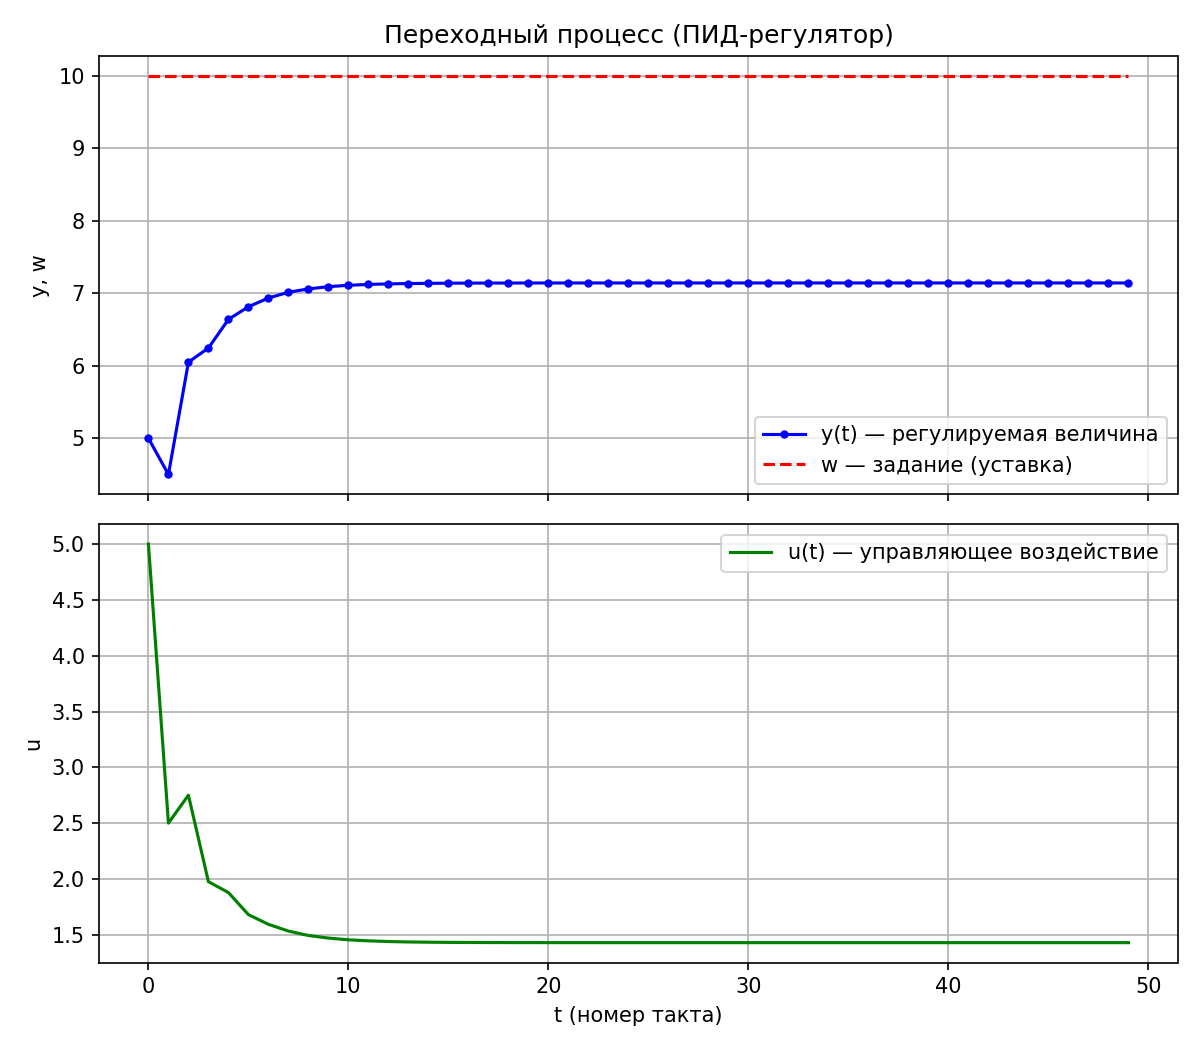 Переходный процесс (ПИД-регулятор)
10
9
8
7
6
5
y, w
y(t) — регулируемая величина
w — задание (уставка)
5.0
4.5
4.0
3.5
3.0
2.5
2.0
1.5
u
u(t) — управляющее воздействие
0 10 20 30 40 50
t (номер такта)